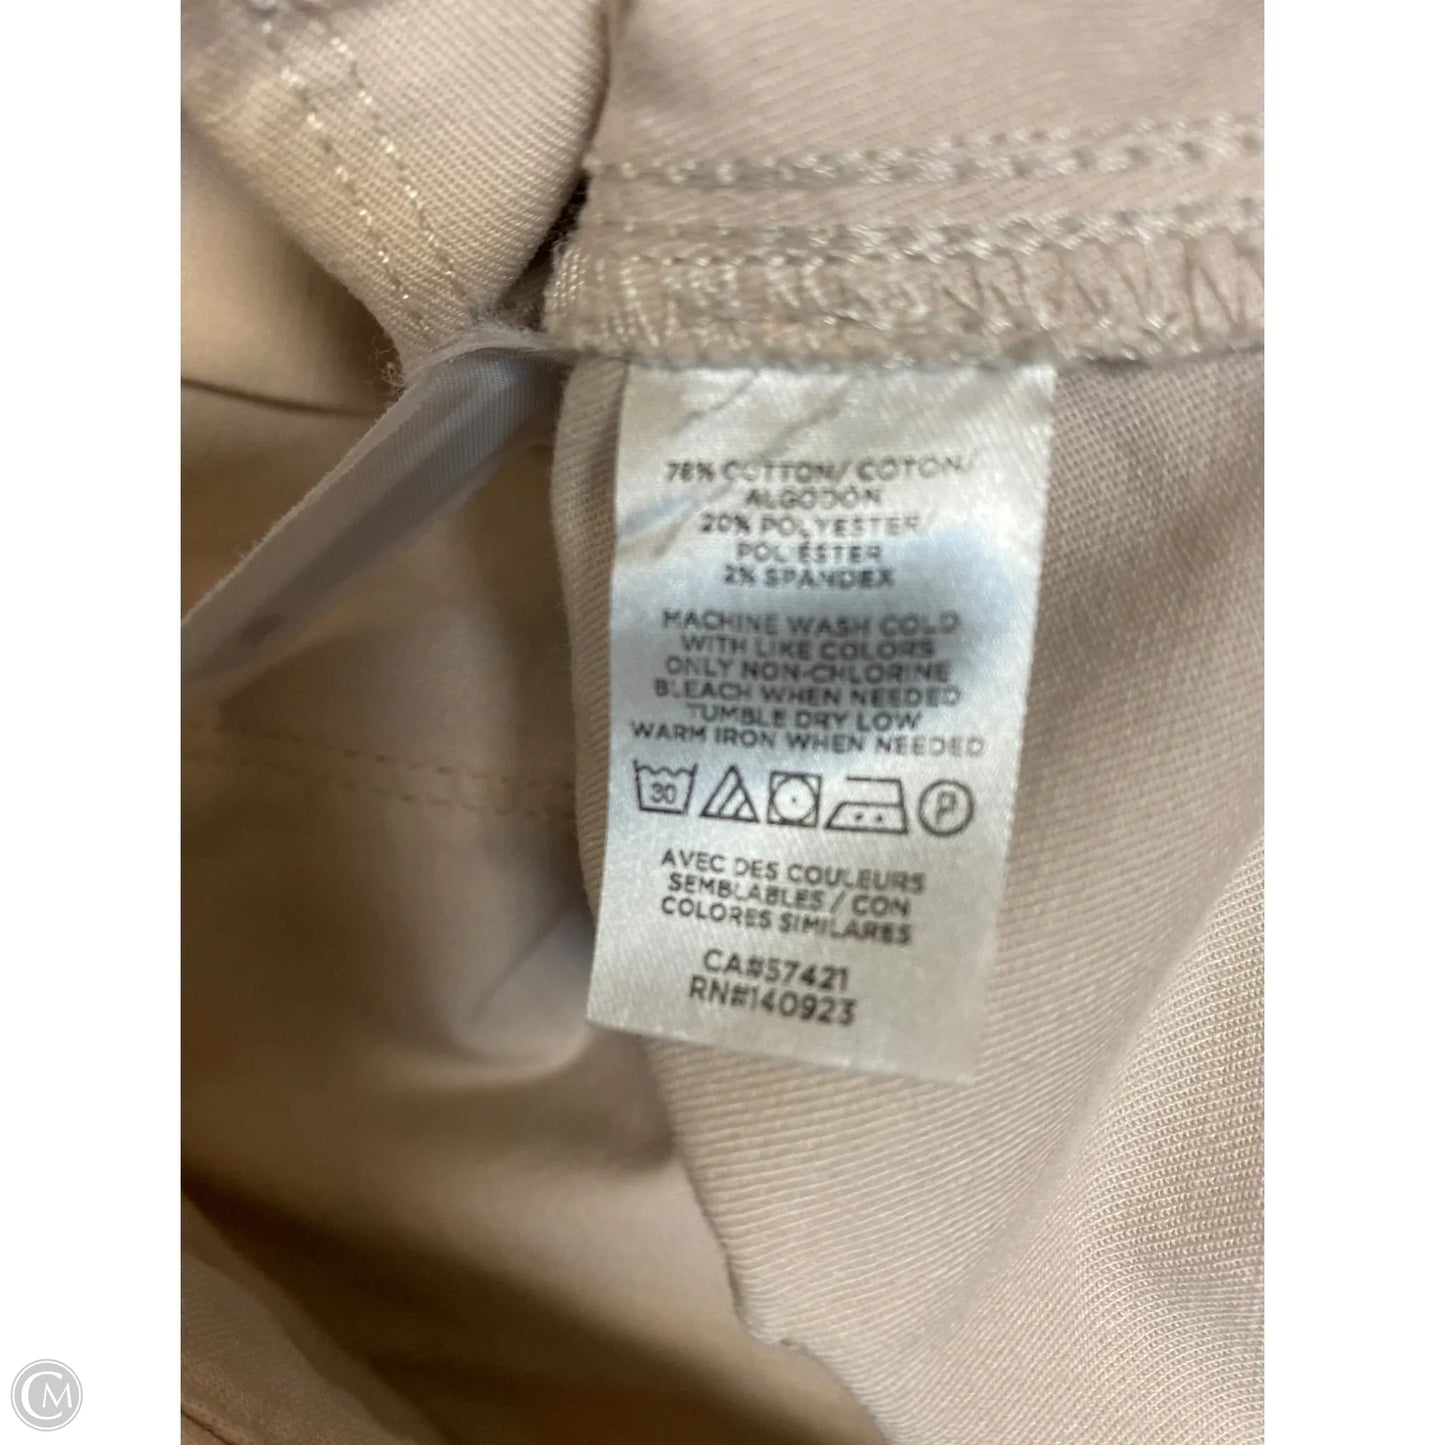 78% COTTON/ COTON/
ALGODÓN
20% POLYESTER/
POLIÉSTER
2% SPANDEX
MACHINE WASH COLD
WITH LIKE COLORS
ONLY NON-CHLORINE
BLEACH WHEN NEEDED
TUMBLE DRY LOW
WARM IRON WHEN NEEDED
30 P
AVEC DES COULEURS
SEMBLABLES / CON
COLORES SIMILARES
CA#57421
RN#140923
CM